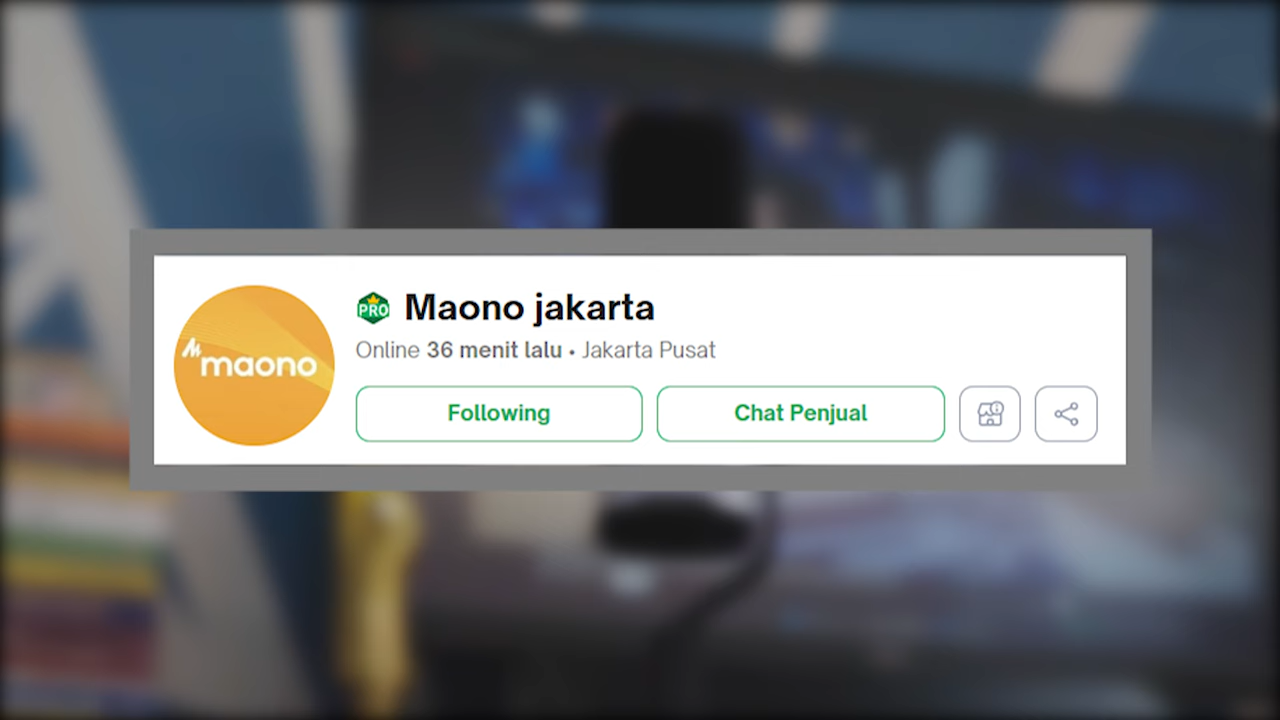 maono
PRO Maono jakarta
Online 36 menit lalu • Jakarta Pusat
Following
Chat Penjual